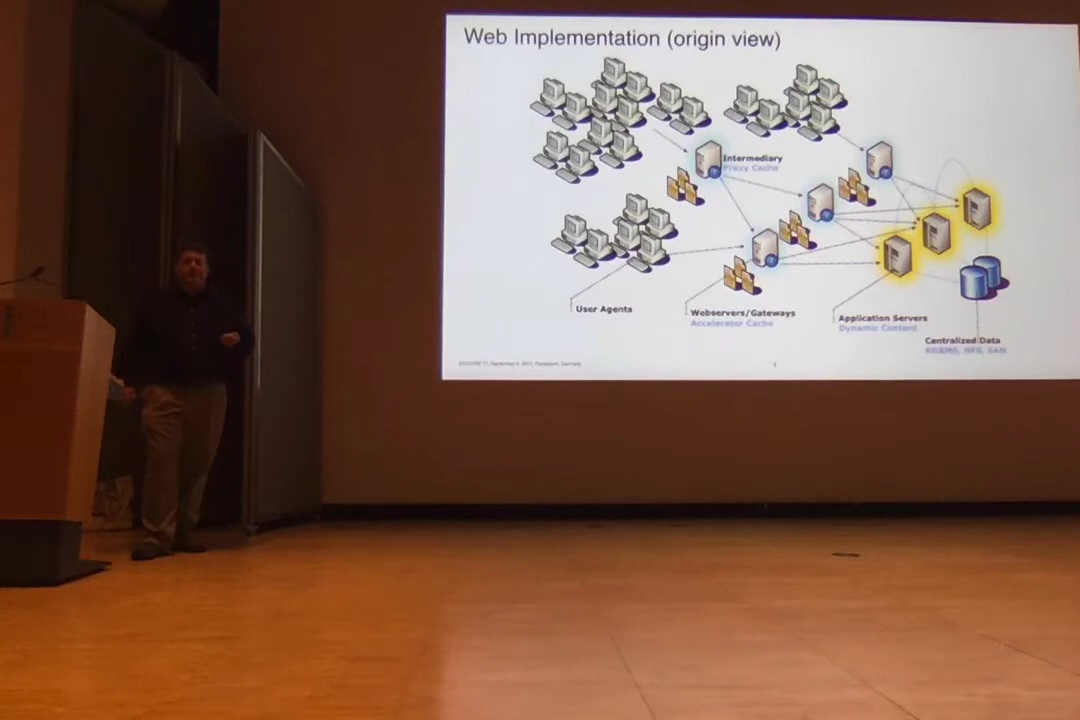 Web Implementation (origin view)
Intermediary
Proxy Cache
User Agents
Webservers/Gateways
Accelerator Cache
Application Servers
Dynamic Content
Centralized Data
RDBMS, NFS, SAN